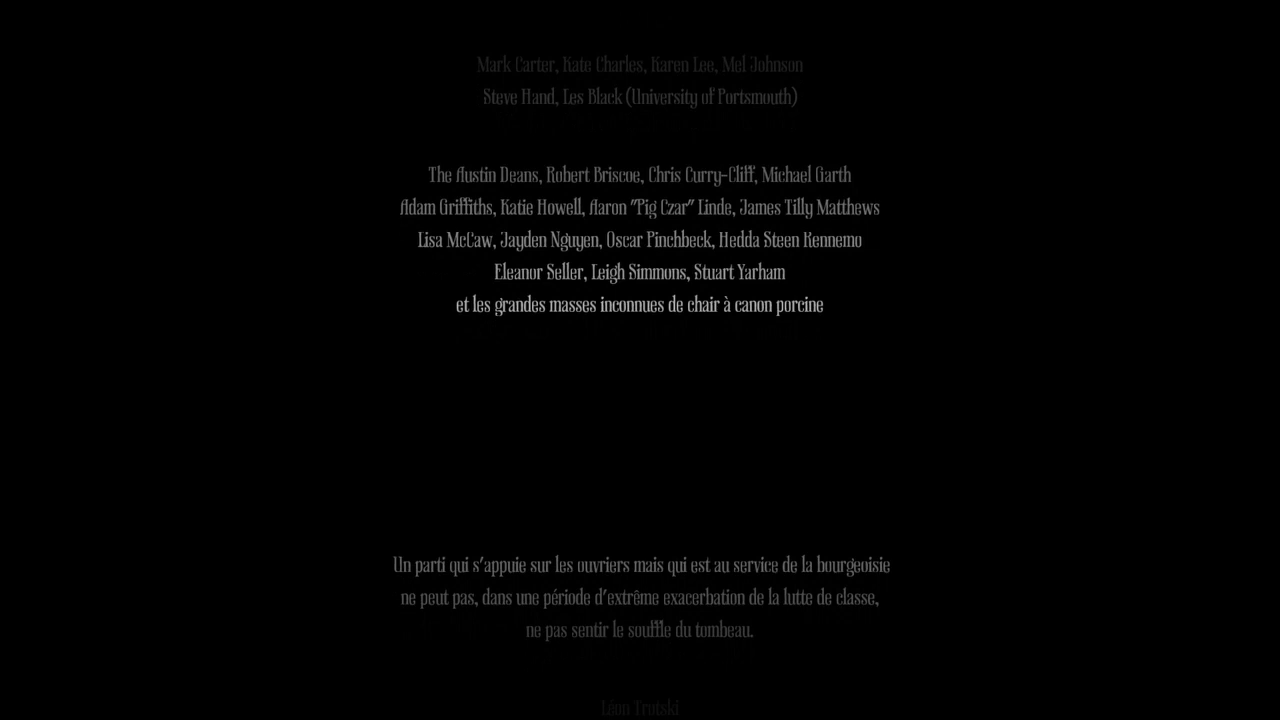 Mark Carter, Kate Charles, Karen Lee, Mel Johnson
Steve Hand, Les Black (University of Portsmouth)
The Austin Deans, Robert Briscoe, Chris Curry-Cliff, Michael Garth
Adam Griffiths, Katie Howell, Aaron "Pig Czar" Linde, James Tilly Matthews
Lisa McCaw, Jayden Nguyen, Oscar Pinchbeck, Hedda Steen Rennemo
Eleanor Seller, Leigh Simmons, Stuart Yarham
et les grandes masses inconnues de chair à canon porcine
Un parti qui s'appuie sur les ouvriers mais qui est au service de la bourgeoisie
ne peut pas, dans une période d'extrême exacerbation de la lutte de classe,
ne pas sentir le souffle du tombeau.
Léon Trotski